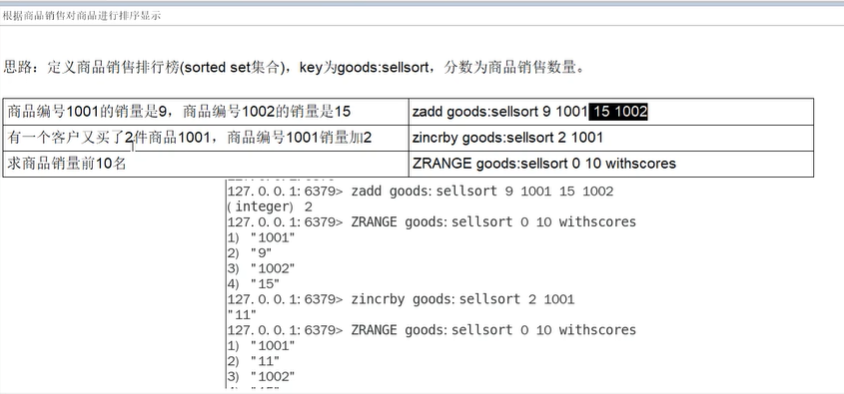 根据商品销售对商品进行排序显示
思路：定义商品销售排行榜(sorted set集合)，key为goods:sellsort，分数为商品销售数量。
商品编号1001的销量是9，商品编号1002的销量是15 zadd goods:sellsort 9 1001 15 1002
有一个客户又买了2件商品1001，商品编号1001销量加2 zincrby goods:sellsort 2 1001
求商品销量前10名 ZRANGE goods:sellsort 0 10 withscores
127.0.0.1:6379> zadd goods:sellsort 9 1001 15 1002
(integer) 2
127.0.0.1:6379> ZRANGE goods:sellsort 0 10 withscores
1) "1001"
2) "9"
3) "1002"
4) "15"
127.0.0.1:6379> zincrby goods:sellsort 2 1001
"11"
127.0.0.1:6379> ZRANGE goods:sellsort 0 10 withscores
1) "1001"
2) "11"
3) "1002"